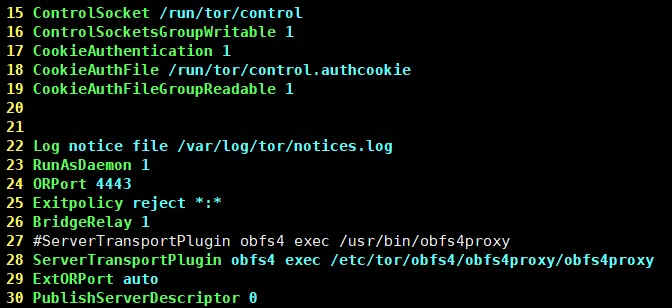 15 ControlSocket /run/tor/control
16 ControlSocketsGroupWritable 1
17 CookieAuthentication 1
18 CookieAuthFile /run/tor/control.authcookie
19 CookieAuthFileGroupReadable 1
20
21
22 Log notice file /var/log/tor/notices.log
23 RunAsDaemon 1
24 ORPort 4443
25 Exitpolicy reject *:*
26 BridgeRelay 1
27 #ServerTransportPlugin obfs4 exec /usr/bin/obfs4proxy
28 ServerTransportPlugin obfs4 exec /etc/tor/obfs4/obfs4proxy/obfs4proxy
29 ExtORPort auto
30 PublishServerDescriptor 0